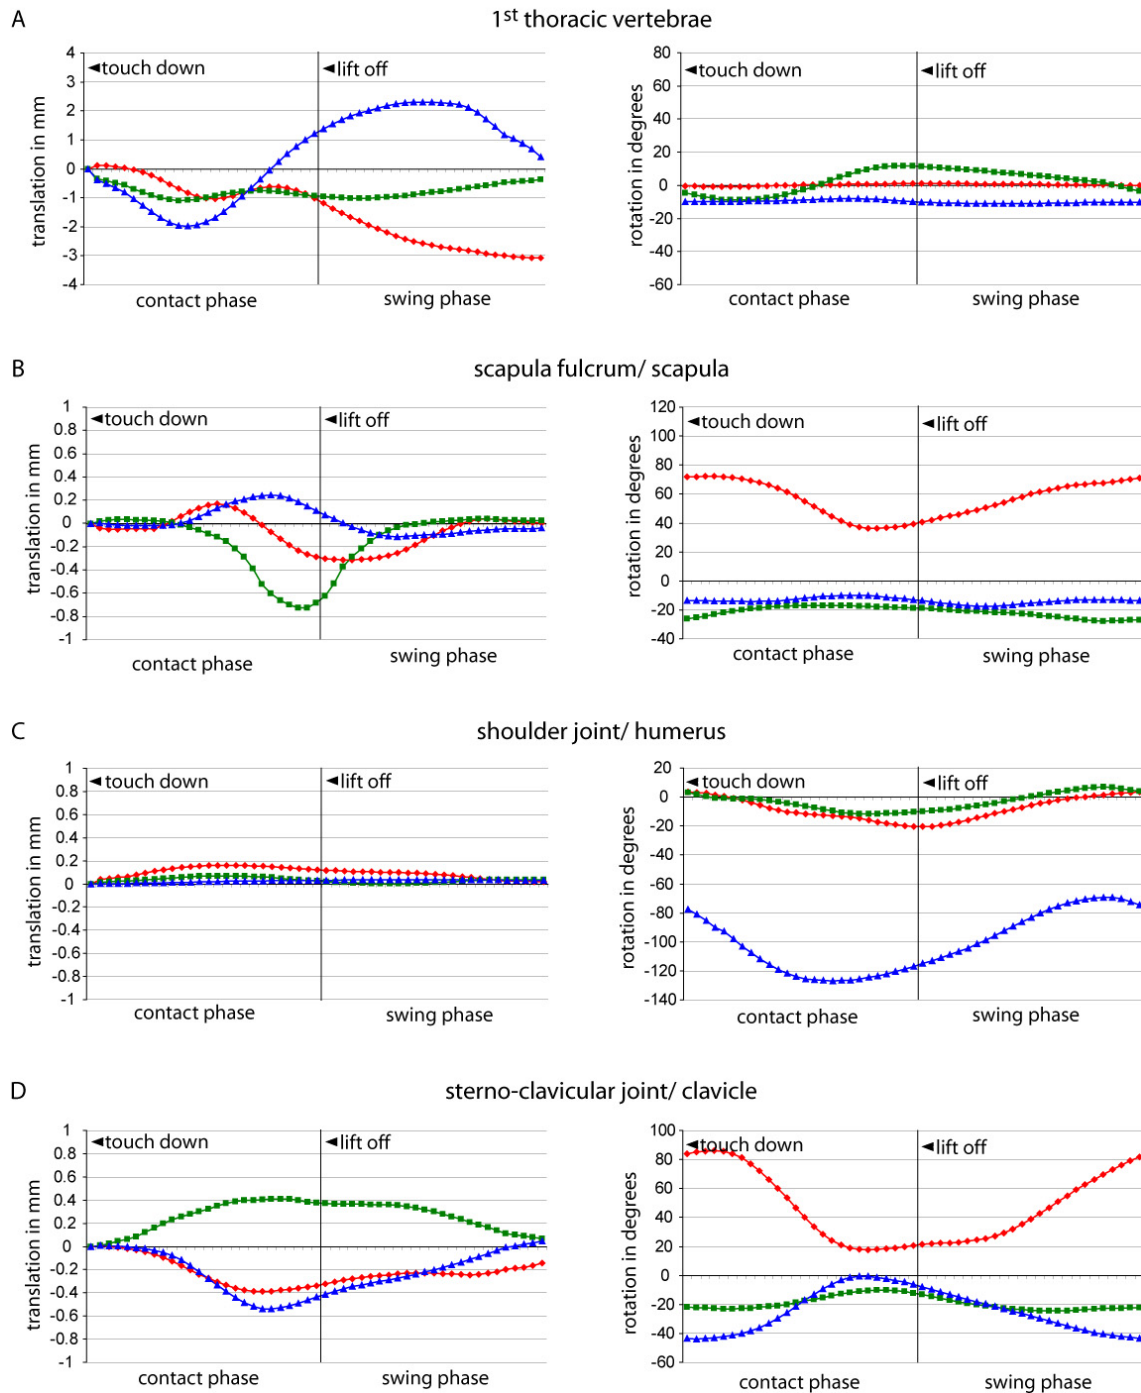 A
1st thoracic vertebrae
4
3
2
1
0
-1
-2
-3
-4
translation in mm
◄touch down
◄lift off
contact phase
swing phase
80
60
40
20
0
-20
-40
-60
rotation in degrees
◄touch down
◄lift off
contact phase
swing phase
B
scapula fulcrum/ scapula
1
0.8
0.6
0.4
0.2
0
-0.2
-0.4
-0.6
-0.8
-1
translation in mm
◄touch down
◄lift off
contact phase
swing phase
120
100
80
60
40
20
0
-20
-40
rotation in degrees
◄touch down
◄lift off
contact phase
swing phase
C
shoulder joint/ humerus
1
0.8
0.6
0.4
0.2
0
-0.2
-0.4
-0.6
-0.8
-1
translation in mm
◄touch down
◄lift off
contact phase
swing phase
20
0
-20
-40
-60
-80
-100
-120
-140
rotation in degrees
◄touch down
◄lift off
contact phase
swing phase
D
sterno-clavicular joint/ clavicle
1
0.8
0.6
0.4
0.2
0
-0.2
-0.4
-0.6
-0.8
-1
translation in mm
◄touch down
◄lift off
contact phase
swing phase
100
80
60
40
20
0
-20
-40
-60
rotation in degrees
◄touch down
◄lift off
contact phase
swing phase